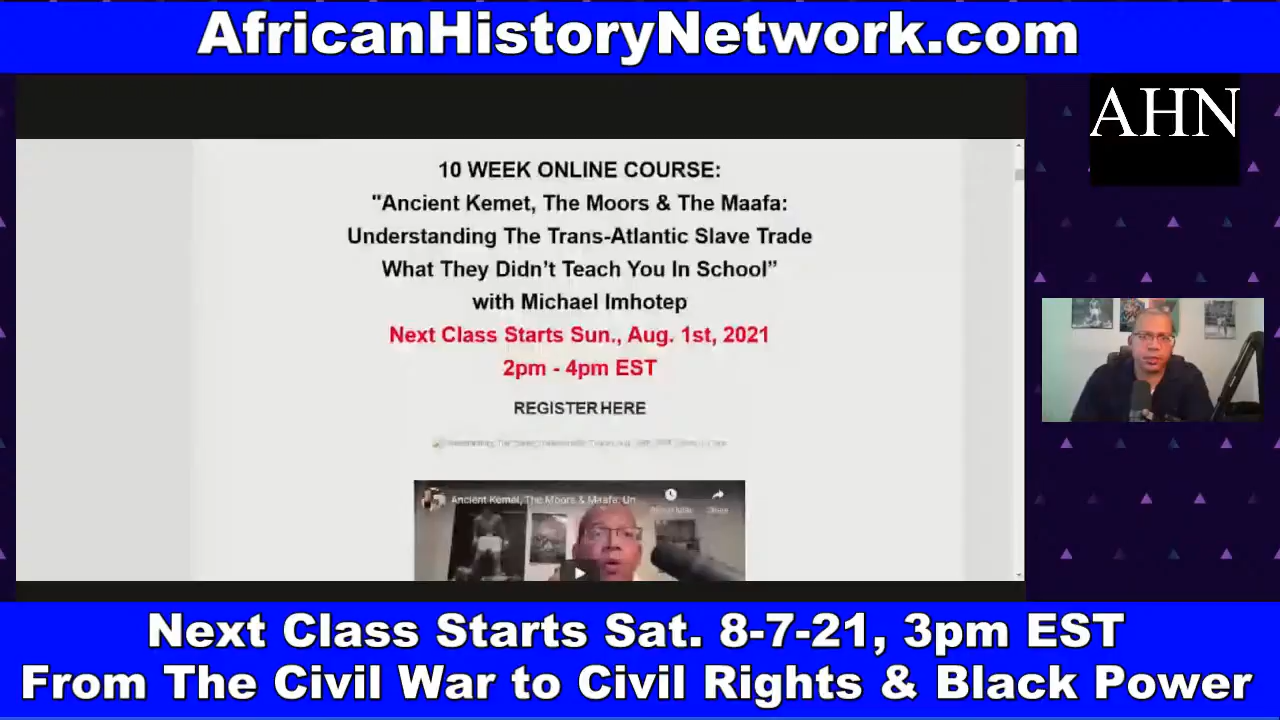 AfricanHistoryNetwork.com
AHN
10 WEEK ONLINE COURSE:
"Ancient Kemet, The Moors & The Maafa:
Understanding The Trans-Atlantic Slave Trade
What They Didn't Teach You In School”
with Michael Imhotep
Next Class Starts Sun., Aug. 1st, 2021
2pm - 4pm EST
REGISTER HERE
Ancient Kemet, The Moors & Maafa: Un
Share
Next Class Starts Sat. 8-7-21, 3pm EST
From The Civil War to Civil Rights & Black Power